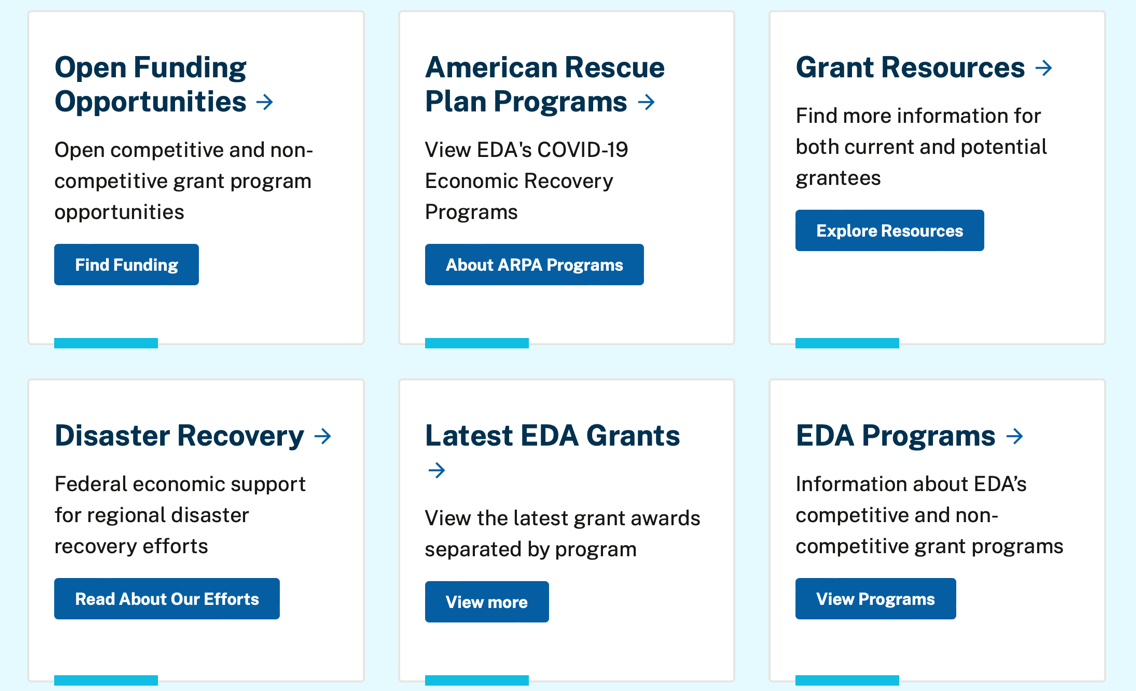 Open Funding
Opportunities →
Open competitive and non-
competitive grant program
opportunities
Find Funding
American Rescue
Plan Programs →
View EDA's COVID-19
Economic Recovery
Programs
About ARPA Programs
Grant Resources →
Find more information for
both current and potential
grantees
Explore Resources
Disaster Recovery →
Federal economic support
for regional disaster
recovery efforts
Read About Our Efforts
Latest EDA Grants
→
View the latest grant awards
separated by program
View more
EDA Programs →
Information about EDA’s
competitive and non-
competitive grant programs
View Programs